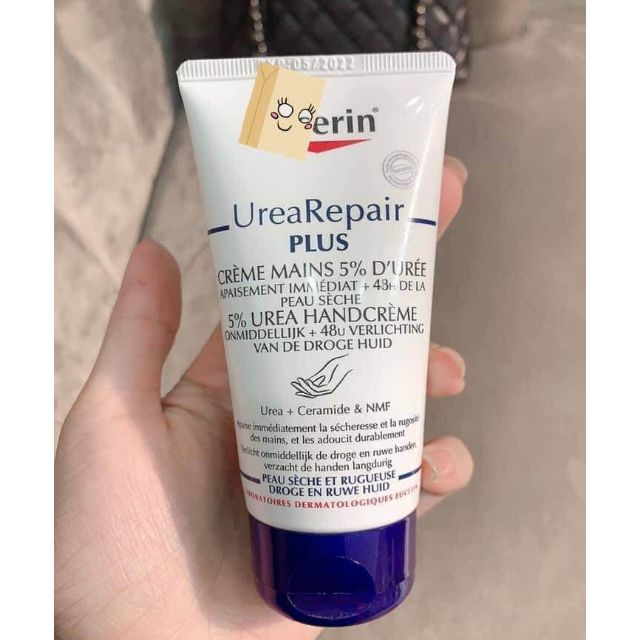 XP:05/2022
erin®
UreaRepair
PLUS
CRÈME MAINS 5% D'URÉE
APAISEMENT IMMÉDIAT + 48H DE LA
PEAU SÈCHE
5% UREA HANDCRÈME
ONMIDDELLIJK + 48U VERLICHTING
VAN DE DROGE HUID
Urea + Ceramide & NMF
Apaise immédiatement la sécheresse et la rugosité
des mains, et les adoucit durablement
Verlicht onmiddellijk de droge en ruwe handen,
verzacht de handen langdurig
PEAU SÈCHE ET RUGUEUSE
DROGE EN RUWE HUID
LABORATOIRES DERMATOLOGIQUES EUCERIN